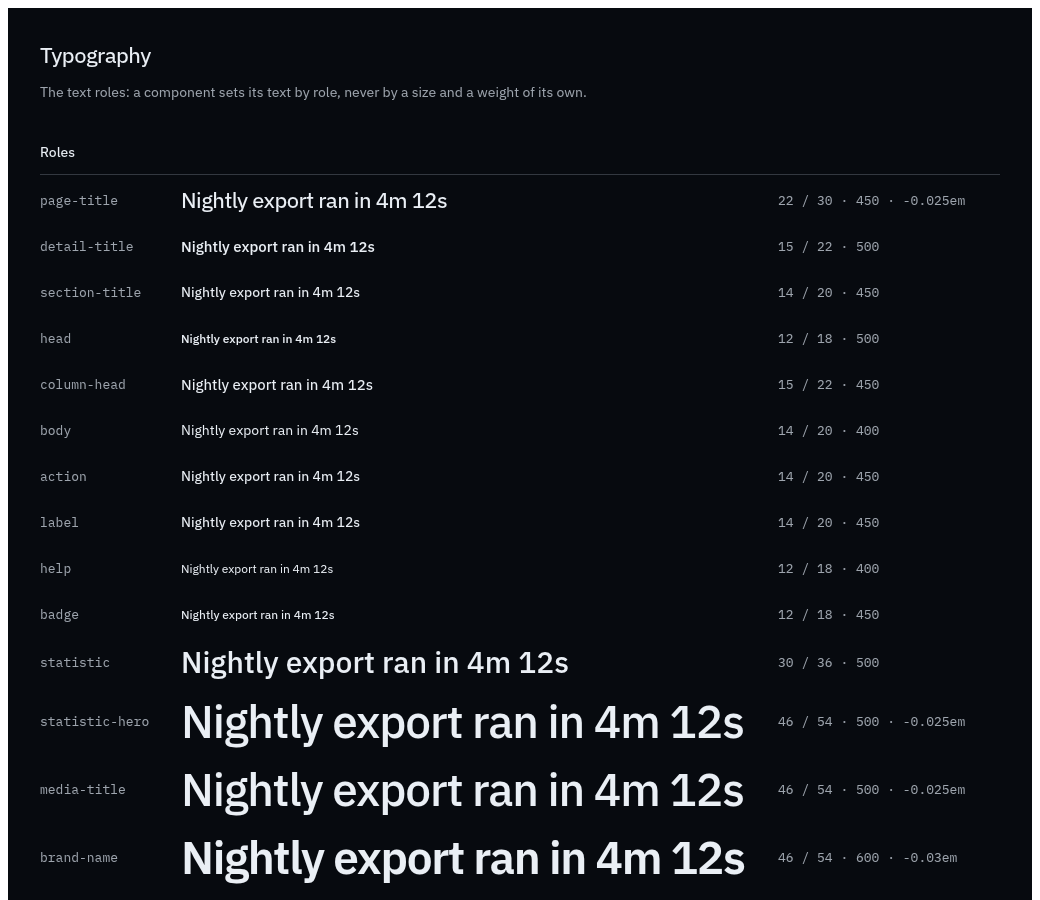 Typography
The text roles: a component sets its text by role, never by a size and a weight of its own.
Roles
page-title Nightly export ran in 4m 12s 22 / 30 · 450 · -0.025em
detail-title Nightly export ran in 4m 12s 15 / 22 · 500
section-title Nightly export ran in 4m 12s 14 / 20 · 450
head Nightly export ran in 4m 12s 12 / 18 · 500
column-head Nightly export ran in 4m 12s 15 / 22 · 450
body Nightly export ran in 4m 12s 14 / 20 · 400
action Nightly export ran in 4m 12s 14 / 20 · 450
label Nightly export ran in 4m 12s 14 / 20 · 450
help Nightly export ran in 4m 12s 12 / 18 · 400
badge Nightly export ran in 4m 12s 12 / 18 · 450
statistic Nightly export ran in 4m 12s 30 / 36 · 500
statistic-hero Nightly export ran in 4m 12s 46 / 54 · 500 · -0.025em
media-title Nightly export ran in 4m 12s 46 / 54 · 500 · -0.025em
brand-name Nightly export ran in 4m 12s 46 / 54 · 600 · -0.03em